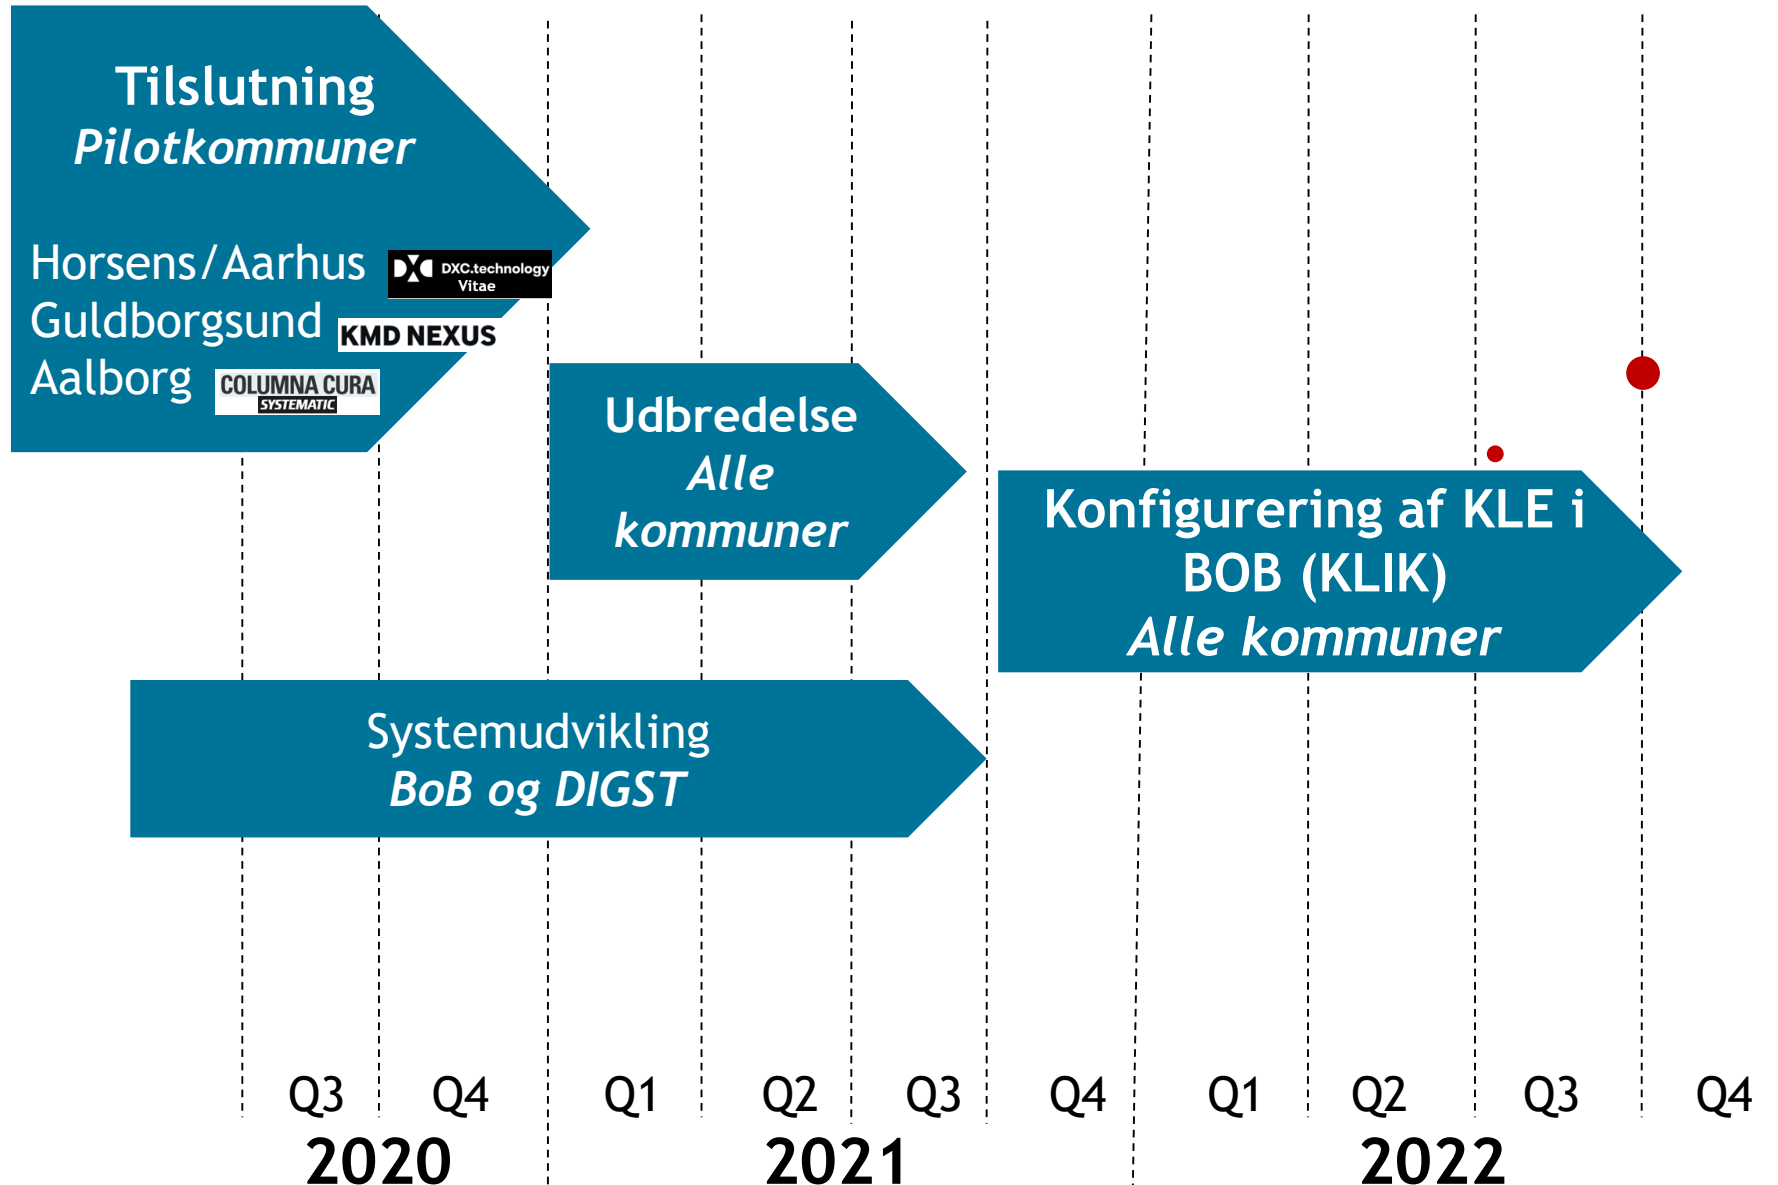 Tilslutning
Pilotkommuner
Horsens/Aarhus
DXC.technology
Vitae
Guldborgsund
KMD NEXUS
Aalborg
COLUMNA CURA
SYSTEMATIC
Udbredelse
Alle
kommuner
Konfigurering af KLE i
BOB (KLIK)
Alle kommuner
Systemudvikling
BoB og DIGST
Q3 Q4 Q1 Q2 Q3 Q4 Q1 Q2 Q3 Q4
2020 2021 2022